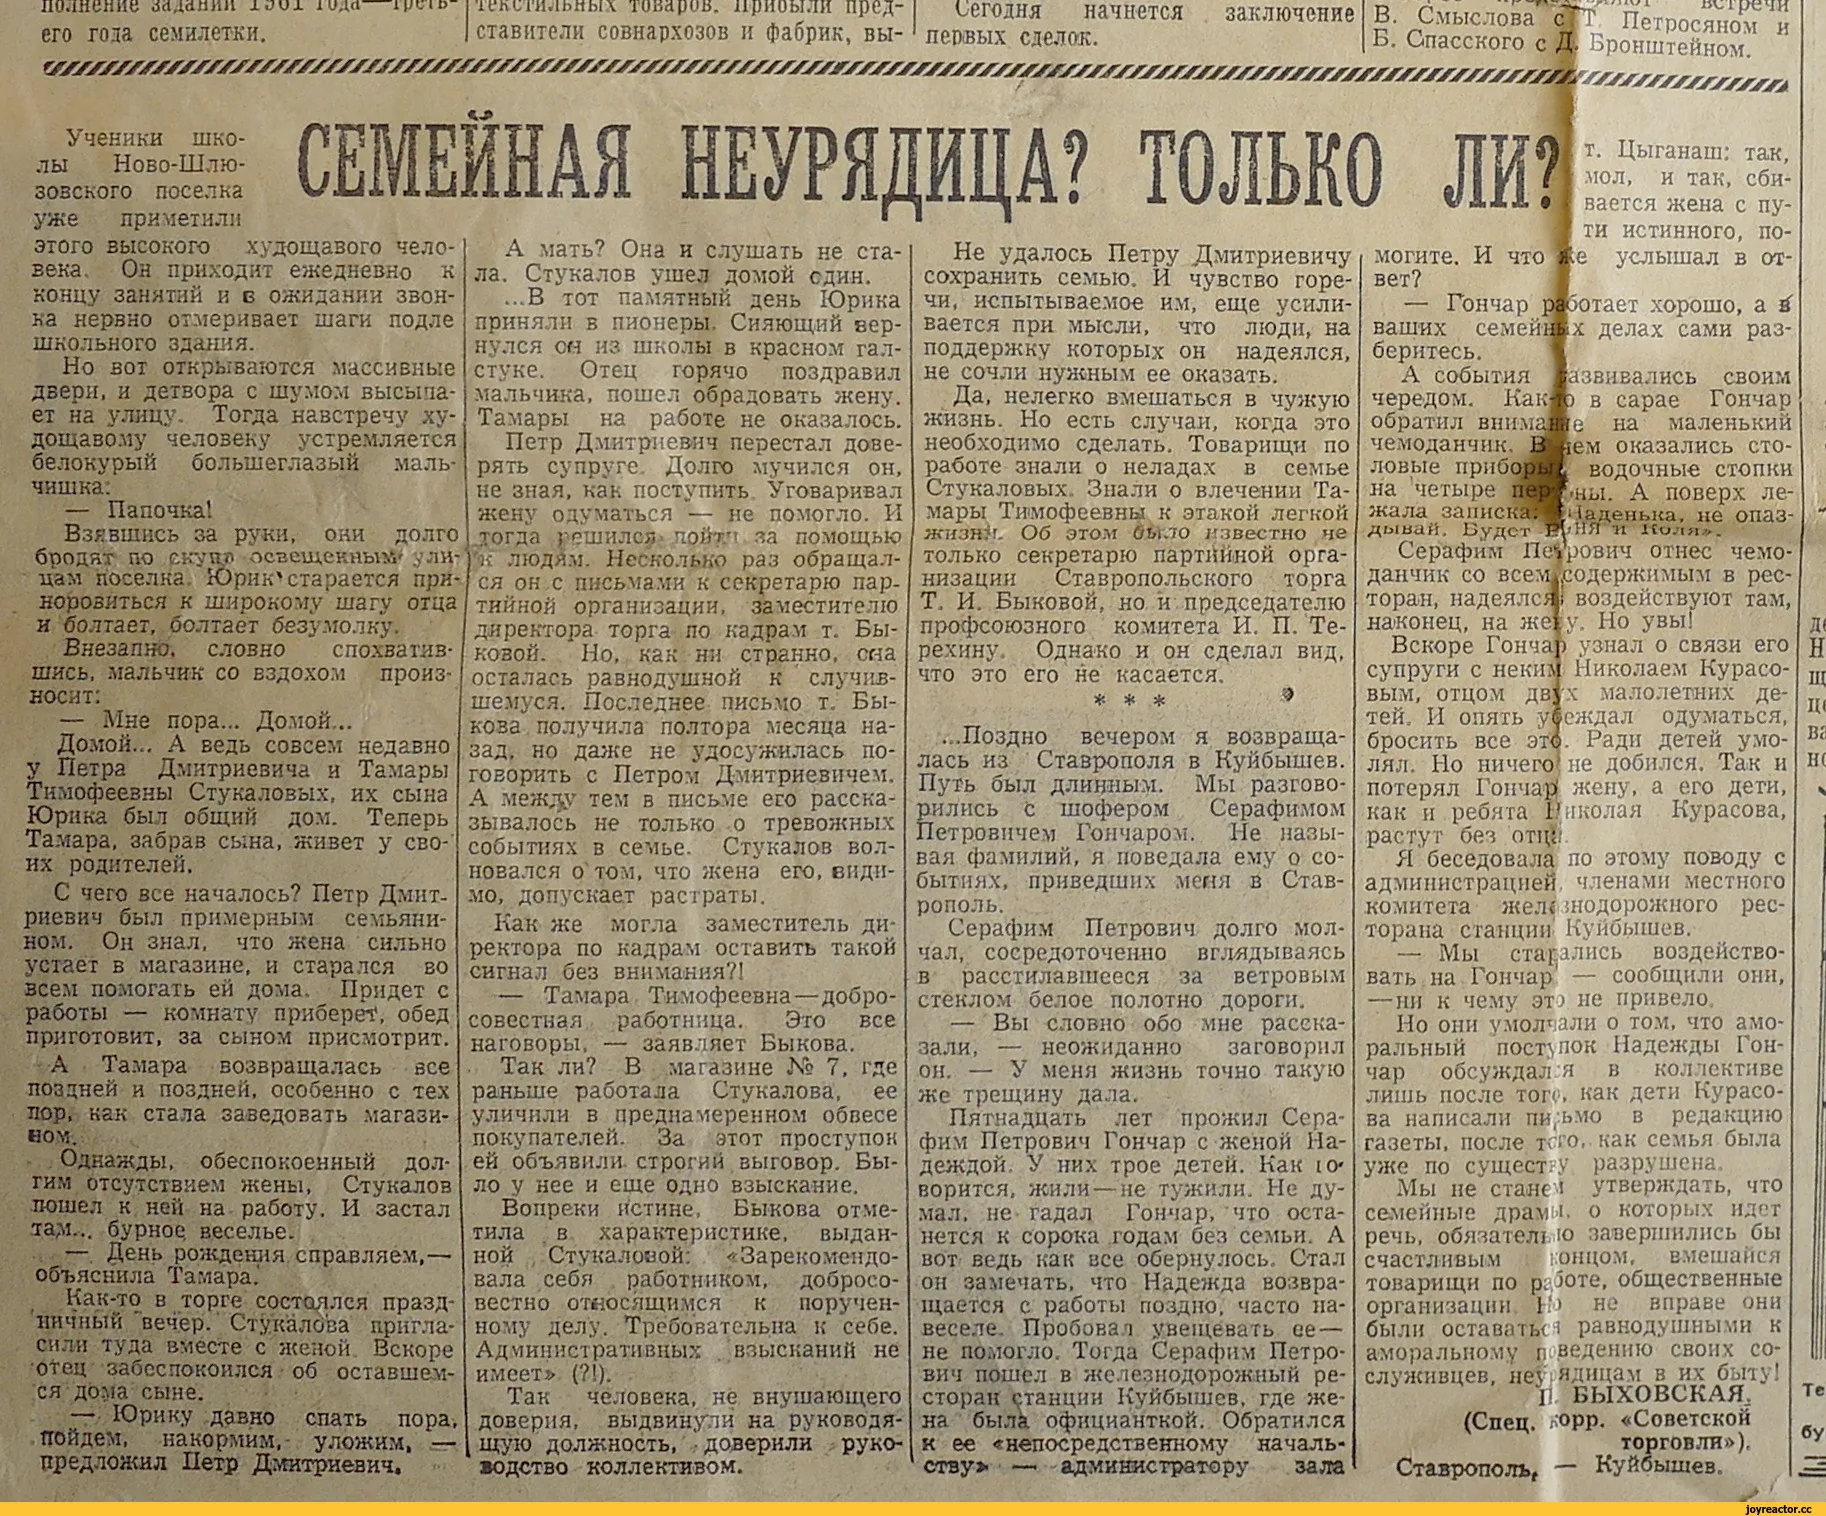 полнение заданий 1961 года—треть-
его года семилетки.
текстильных товаров. Прибыли пред-
ставители совнархозов и фабрик, вы-
Сегодня начнется заключение
первых сделок.
встречи
В. Смыслова с Т. Петросяном и
Б. Спасского с Д. Бронштейном.
СЕМЕЙНАЯ НЕУРЯДИЦА? ТОЛЬКО ЛИ?
Ученики шко-
лы Ново-Шлю-
зовского поселка
уже приметили
этого высокого худощавого чело-
века. Он приходит ежедневно к
концу занятий и в ожидании звон-
ка нервно отмеривает шаги подле
школьного здания.
Но вот открываются массивные
двери, и детвора с шумом высыпа-
ет на улицу. Тогда навстречу ху-
дощавому человеку устремляется
белокурый большеглазый маль-
чишка:
— Папочка!
Взявшись за руки, они долго
бродят по скупо освещенным ули-
цам поселка. Юрик старается при-
норовиться к широкому шагу отца
и болтает, болтает безумолку.
Внезапно, словно спохватив-
шись, мальчик со вздохом произ-
носит:
— Мне пора... Домой...
Домой... А ведь совсем недавно
у Петра Дмитриевича и Тамары
Тимофеевны Стукаловых, их сына
Юрика был общий дом. Теперь
Тамара, забрав сына, живет у сво-
их родителей.
С чего все началось? Петр Дмит-
риевич был примерным семьяни-
ном. Он знал, что жена сильно
устает в магазине, и старался во
всем помогать ей дома. Придет с
работы — комнату приберет, обед
приготовит, за сыном присмотрит.
А Тамара возвращалась все
поздней и поздней, особенно с тех
пор, как стала заведовать магази-
ном.
Однажды, обеспокоенный дол-
гим отсутствием жены, Стукалов
пошел к ней на работу. И застал
там... бурное веселье.
— День рождения справляем,—
объяснила Тамара.
Как-то в торге состоялся празд-
ничный вечер. Стукалова пригла-
сили туда вместе с женой. Вскоре
отец забеспокоился об оставшем-
ся дома сыне.
— Юрику давно спать пора,
пойдем, накормим, уложим, —
предложил Петр Дмитриевич.
А мать? Она и слушать не ста-
ла. Стукалов ушел домой один.
...В тот памятный день Юрика
приняли в пионеры. Сияющий вер-
нулся он из школы в красном гал-
стуке. Отец горячо поздравил
мальчика, пошел обрадовать жену.
Тамары на работе не оказалось.
Петр Дмитриевич перестал дове-
рять супруге. Долго мучился он,
не зная, как поступить. Уговаривал
жену одуматься — не помогло. И
тогда решился пойти за помощью
к людям. Несколько раз обращал-
ся он с письмами к секретарю пар-
тийной организации, заместителю
директора торга по кадрам т. Бы-
ковой. Но, как ни странно, она
осталась равнодушной к случив-
шемуся. Последнее письмо т. Бы-
кова получила полтора месяца на-
зад, но даже не удосужилась по-
говорить с Петром Дмитриевичем.
А между тем в письме его расска-
зывалось не только о тревожных
событиях в семье. Стукалов вол-
новался о том, что жена его, види-
мо, допускает растраты.
Как же могла заместитель ди-
ректора по кадрам оставить такой
сигнал без внимания?!
— Тамара Тимофеевна—добро-
совестная работница. Это все
наговоры, — заявляет Быкова.
Так ли? В магазине № 7, где
раньше работала Стукалова, ее
уличили в преднамеренном обвесе
покупателей. За этот проступок
ей объявили строгий выговор. Бы-
ло у нее и еще одно взыскание.
Вопреки истине, Быкова отме-
тила в характеристике, выдан-
ной Стукаловой: «Зарекомендо-
вала себя работником, добросо-
вестно относящимся к поручен-
ному делу. Требовательна к себе.
Административных взысканий не
имеет» (?!).
Так человека, не внушающего
доверия, выдвинули на руководя-
щую должность, доверили руко-
водство коллективом.
Не удалось Петру Дмитриевичу
сохранить семью. И чувство горе-
чи, испытываемое им, еще усили-
вается при мысли, что люди, на
поддержку которых он надеялся,
не сочли нужным ее оказать.
Да, нелегко вмешаться в чужую
жизнь. Но есть случаи, когда это
необходимо сделать. Товарищи по
работе знали о неладах в семье
Стукаловых. Знали о влечении Та-
мары Тимофеевны к этакой легкой
жизни. Об этом было известно не
только секретарю партийной орга-
низации Ставропольского торга
Т. И. Быковой, но и председателю
профсоюзного комитета И. П. Те-
рехину. Однако и он сделал вид,
что это его не касается.
* * *
...Поздно вечером я возвраща-
лась из Ставрополя в Куйбышев.
Путь был длинным. Мы разгово-
рились с шофером Серафимом
Петровичем Гончаром. Не назы-
вая фамилий, я поведала ему о со-
бытиях, приведших меня в Став-
рополь.
Серафим Петрович долго мол-
чал, сосредоточенно вглядываясь
в расстилавшееся за ветровым
стеклом белое полотно дороги.
— Вы словно обо мне расска-
зали, — неожиданно заговорил
он. — У меня жизнь точно такую
же трещину дала.
Пятнадцать лет прожил Сера-
фим Петрович Гончар с женой На-
деждой. У них трое детей. Как го-
ворится, жили—не тужили. Не ду-
мал, не гадал Гончар, что оста-
нется к сорока годам без семьи. А
вот ведь как все обернулось. Стал
он замечать, что Надежда возвра-
щается с работы поздно, часто на-
веселе. Пробовал увещевать ее—
не помогло. Тогда Серафим Петро-
вич пошел в железнодорожный ре-
сторан станции Куйбышев, где же-
на была официанткой. Обратился
к ее «непосредственному началь-
ству» — администратору зала
т. Цыганаш: так,
мол, и так, сби-
вается жена с пу-
ти истинного, по-
могите. И что же услышал в от-
вет?
— Гончар работает хорошо, а в
ваших семейных делах сами раз-
беритесь.
А события развивались своим
чередом. Как-то в сарае Гончар
обратил внимание на маленький
чемоданчик. В нем оказались сто-
ловые приборы, водочные стопки
на четыре персоны. А поверх ле-
жала записка: «Наденька, не опаз-
дывай. Будет Ваня и Коля».
Серафим Петрович отнес чемо-
данчик со всем содержимым в рес-
торан, надеялся, воздействуют там,
наконец, на жену. Но увы!
Вскоре Гончар узнал о связи его
супруги с неким Николаем Курасо-
вым, отцом двух малолетних де-
тей. И опять убеждал одуматься,
бросить все это. Ради детей умо-
лял. Но ничего не добился. Так и
потерял Гончар жену, а его дети,
как и ребята Николая Курасова,
растут без отца.
Я беседовала по этому поводу с
администрацией, членами местного
комитета железнодорожного рес-
торана станции Куйбышев.
— Мы старались воздейство-
вать на Гончар — сообщили они,
—ни к чему это не привело.
Но они умолчали о том, что амо-
ральный поступок Надежды Гон-
чар обсуждался в коллективе
лишь после того, как дети Курасо-
ва написали письмо в редакцию
газеты, после того, как семья была
уже по существу разрушена.
Мы не станем утверждать, что
семейные драмы, о которых идет
речь, обязательно завершились бы
счастливым концом, вмешайся
товарищи по работе, общественные
организации. Но не вправе они
были оставаться равнодушными к
аморальному поведению своих со-
служивцев, неурядицам в их быту!
П. БЫХОВСКАЯ,
(Спец. корр. «Советской
торговли»).
Ставрополь, — Куйбышев.
joyreactor.cc